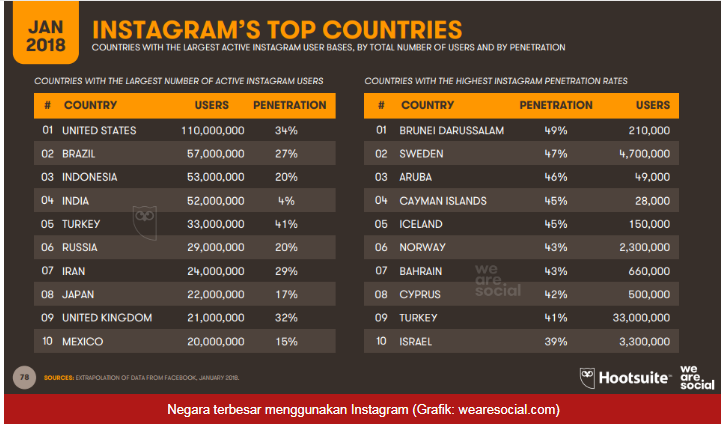 JAN
2018
INSTAGRAM'S TOP COUNTRIES
COUNTRIES WITH THE LARGEST ACTIVE INSTAGRAM USER BASES, BY TOTAL NUMBER OF USERS AND BY PENETRATION
COUNTRIES WITH THE LARGEST NUMBER OF ACTIVE INSTAGRAM USERS
# COUNTRY USERS PENETRATION
01 UNITED STATES 110,000,000 34%
02 BRAZIL 57,000,000 27%
03 INDONESIA 53,000,000 20%
04 INDIA 52,000,000 4%
05 TURKEY 33,000,000 41%
06 RUSSIA 29,000,000 20%
07 IRAN 24,000,000 29%
08 JAPAN 22,000,000 17%
09 UNITED KINGDOM 21,000,000 32%
10 MEXICO 20,000,000 15%
COUNTRIES WITH THE HIGHEST INSTAGRAM PENETRATION RATES
# COUNTRY PENETRATION USERS
01 BRUNEI DARUSSALAM 49% 210,000
02 SWEDEN 47% 4,700,000
03 ARUBA 46% 49,000
04 CAYMAN ISLANDS 45% 28,000
05 ICELAND 45% 150,000
06 NORWAY 43% 2,300,000
07 BAHRAIN 43% 660,000
08 CYPRUS 42% 500,000
09 TURKEY 41% 33,000,000
10 ISRAEL 39% 3,300,000
we
are
social
78
SOURCES: EXTRAPOLATION OF DATA FROM FACEBOOK, JANUARY 2018.
Hootsuite
we
are
social
Negara terbesar menggunakan Instagram (Grafik: wearesocial.com)